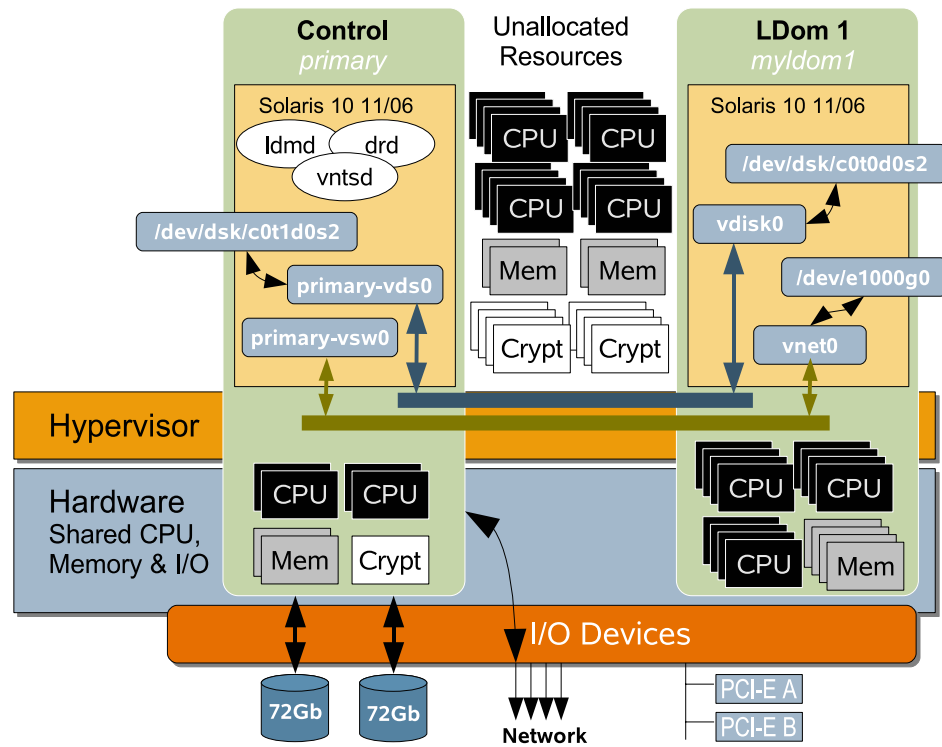 Control
primary
Unallocated
Resources
LDom 1
myldom1
Solaris 10 11/06
ldmd
drd
vntsd
/dev/dsk/c0t1d0s2
primary-vds0
primary-vsw0
CPU
CPU
CPU
CPU
Mem
Mem
Crypt
Crypt
Solaris 10 11/06
/dev/dsk/c0t0d0s2
vdisk0
/dev/e1000g0
vnet0
Hypervisor
Hardware
Shared CPU,
Memory & I/O
CPU
CPU
Mem
Crypt
CPU
CPU
CPU
Mem
I/O Devices
72Gb
72Gb
Network
PCI-E A
PCI-E B